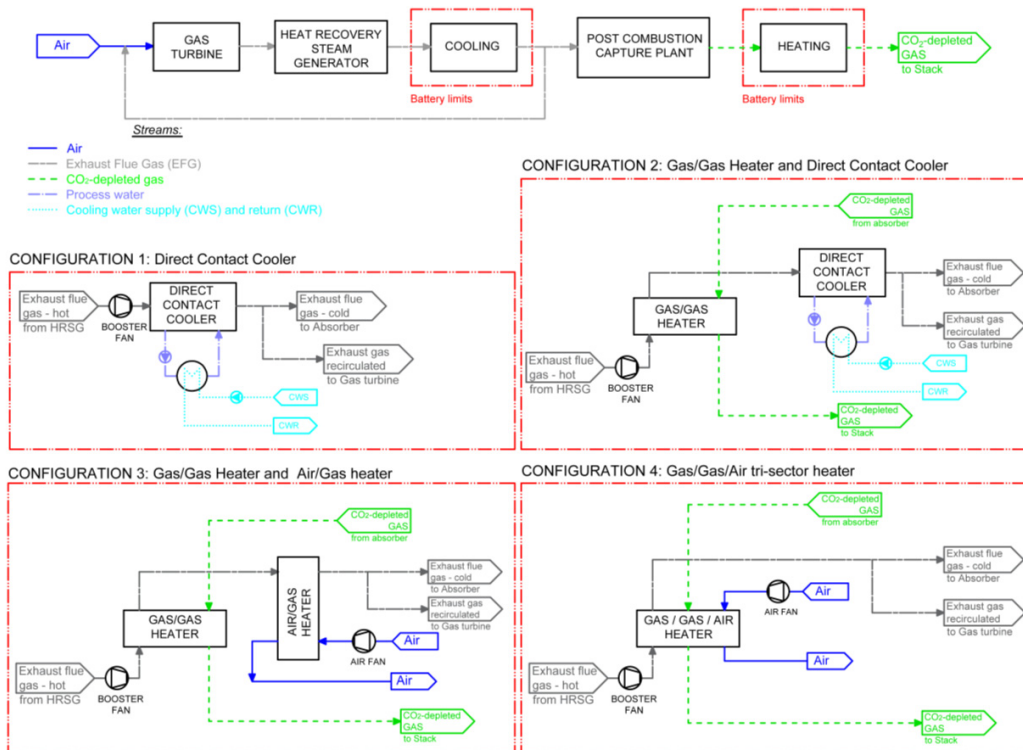 Air
GAS
TURBINE
HEAT RECOVERY
STEAM
GENERATOR
COOLING
Battery limits
POST COMBUSTION
CAPTURE PLANT
HEATING
Battery limits
CO2-depleted
GAS
to Stack
Streams:
Air
Exhaust Flue Gas (EFG)
CO2-depleted gas
Process water
Cooling water supply (CWS) and return (CWR)
CONFIGURATION 1: Direct Contact Cooler
Exhaust flue
gas - hot
from HRSG
BOOSTER
FAN
DIRECT
CONTACT
COOLER
Exhaust flue
gas - cold
to Absorber
Exhaust gas
recirculated
to Gas turbine
CWS
CWR
CONFIGURATION 2: Gas/Gas Heater and Direct Contact Cooler
CO2-depleted
GAS
from absorber
DIRECT
CONTACT
COOLER
Exhaust flue
gas - cold
to Absorber
GAS/GAS
HEATER
Exhaust gas
recirculated
to Gas turbine
Exhaust flue
gas - hot
from HRSG
BOOSTER
FAN
CWS
CWR
CO2-depleted
GAS
to Stack
CONFIGURATION 3: Gas/Gas Heater and Air/Gas heater
CO2-depleted
GAS
from absorber
AIR/GAS
HEATER
Exhaust flue
gas - cold
to Absorber
Exhaust gas
recirculated
to Gas turbine
GAS/GAS
HEATER
Air
AIR FAN
Air
Exhaust flue
gas - hot
from HRSG
BOOSTER
FAN
CO2-depleted
GAS
to Stack
CONFIGURATION 4: Gas/Gas/Air tri-sector heater
CO2-depleted
GAS
from absorber
Exhaust flue
gas - cold
to Absorber
Air
AIR FAN
Exhaust gas
recirculated
to Gas turbine
GAS / GAS / AIR
HEATER
Air
Exhaust flue
gas - hot
from HRSG
BOOSTER
FAN
CO2-depleted
GAS
to Stack